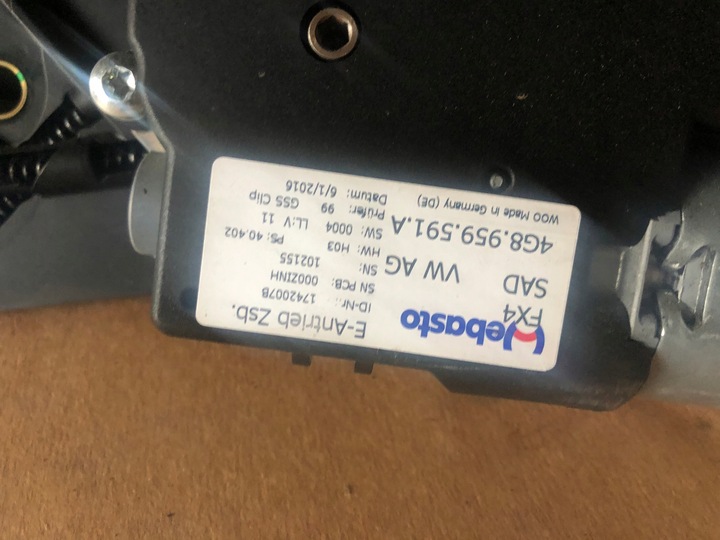 Webasto
E-Antrieb Zsb.
FX4
ID-Nr.: 1742007B
SAD
SN PCB: 000ZINH
VW AG
SN: 102155
PS: 40.402
HW: H03
4G8.959.591.A
SW: 0004
LL:V 11
Prüfer: 99
GSS Clip
WOO Made in Germany (DE)
Datum: 6/1/2016